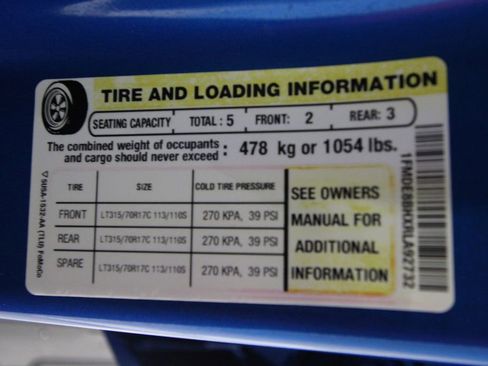 TIRE AND LOADING INFORMATION
SEATING CAPACITY TOTAL: 5 FRONT: 2 REAR: 3
The combined weight of occupants
and cargo should never exceed : 478 kg or 1054 lbs.
TIRE SIZE COLD TIRE PRESSURE
FRONT LT315/70R17C 113/110S 270 KPA, 39 PSI
REAR LT315/70R17C 113/110S 270 KPA, 39 PSI
SPARE LT315/70R17C 113/110S 270 KPA, 39 PSI
SEE OWNERS
MANUAL FOR
ADDITIONAL
INFORMATION